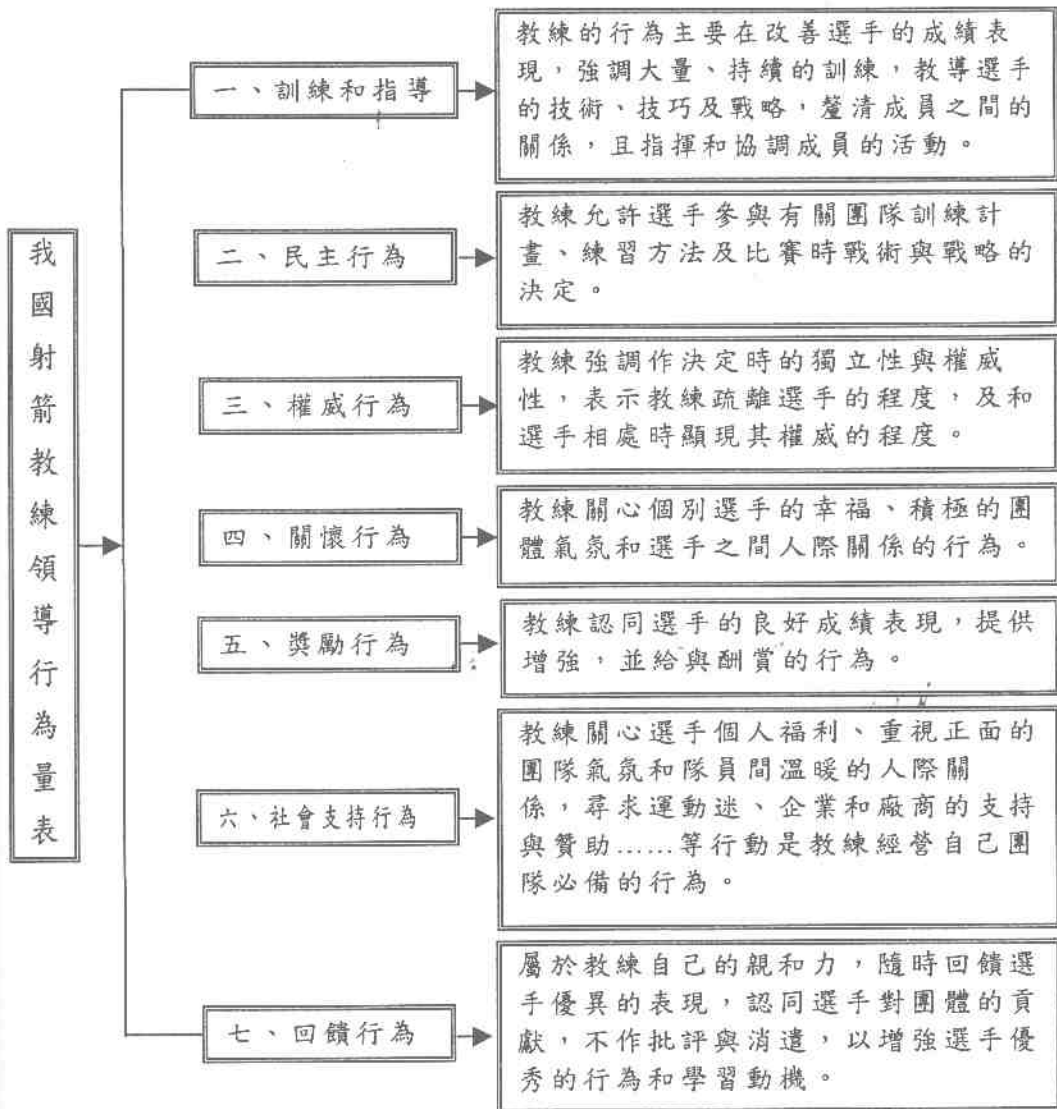 我國射箭教練領導行為量表
一、訓練和指導
教練的行為主要在改善選手的成績表
現，強調大量、持續的訓練，教導選手
的技術、技巧及戰略，釐清成員之間的
關係，且指揮和協調成員的活動。
二、民主行為
教練允許選手參與有關團隊訓練計
畫、練習方法及比賽時戰術與戰略的
決定。
三、權威行為
教練強調作決定時的獨立性與權威
性，表示教練疏離選手的程度，及和
選手相處時顯現其權威的程度。
四、關懷行為
教練關心個別選手的幸福、積極的團
體氣氛和選手之間人際關係的行為。
五、獎勵行為
教練認同選手的良好成績表現，提供
增強，並給與酬賞的行為。
六、社會支持行為
教練關心選手個人福利、重視正面的
團隊氣氛和隊員間溫暖的人際關
係，尋求運動迷、企業和廠商的支持
與贊助……等行動是教練經營自己團
隊必備的行為。
七、回饋行為
屬於教練自己的親和力，隨時回饋選
手優異的表現，認同選手對團體的貢
獻，不作批評與消遣，以增強選手優
秀的行為和學習動機。